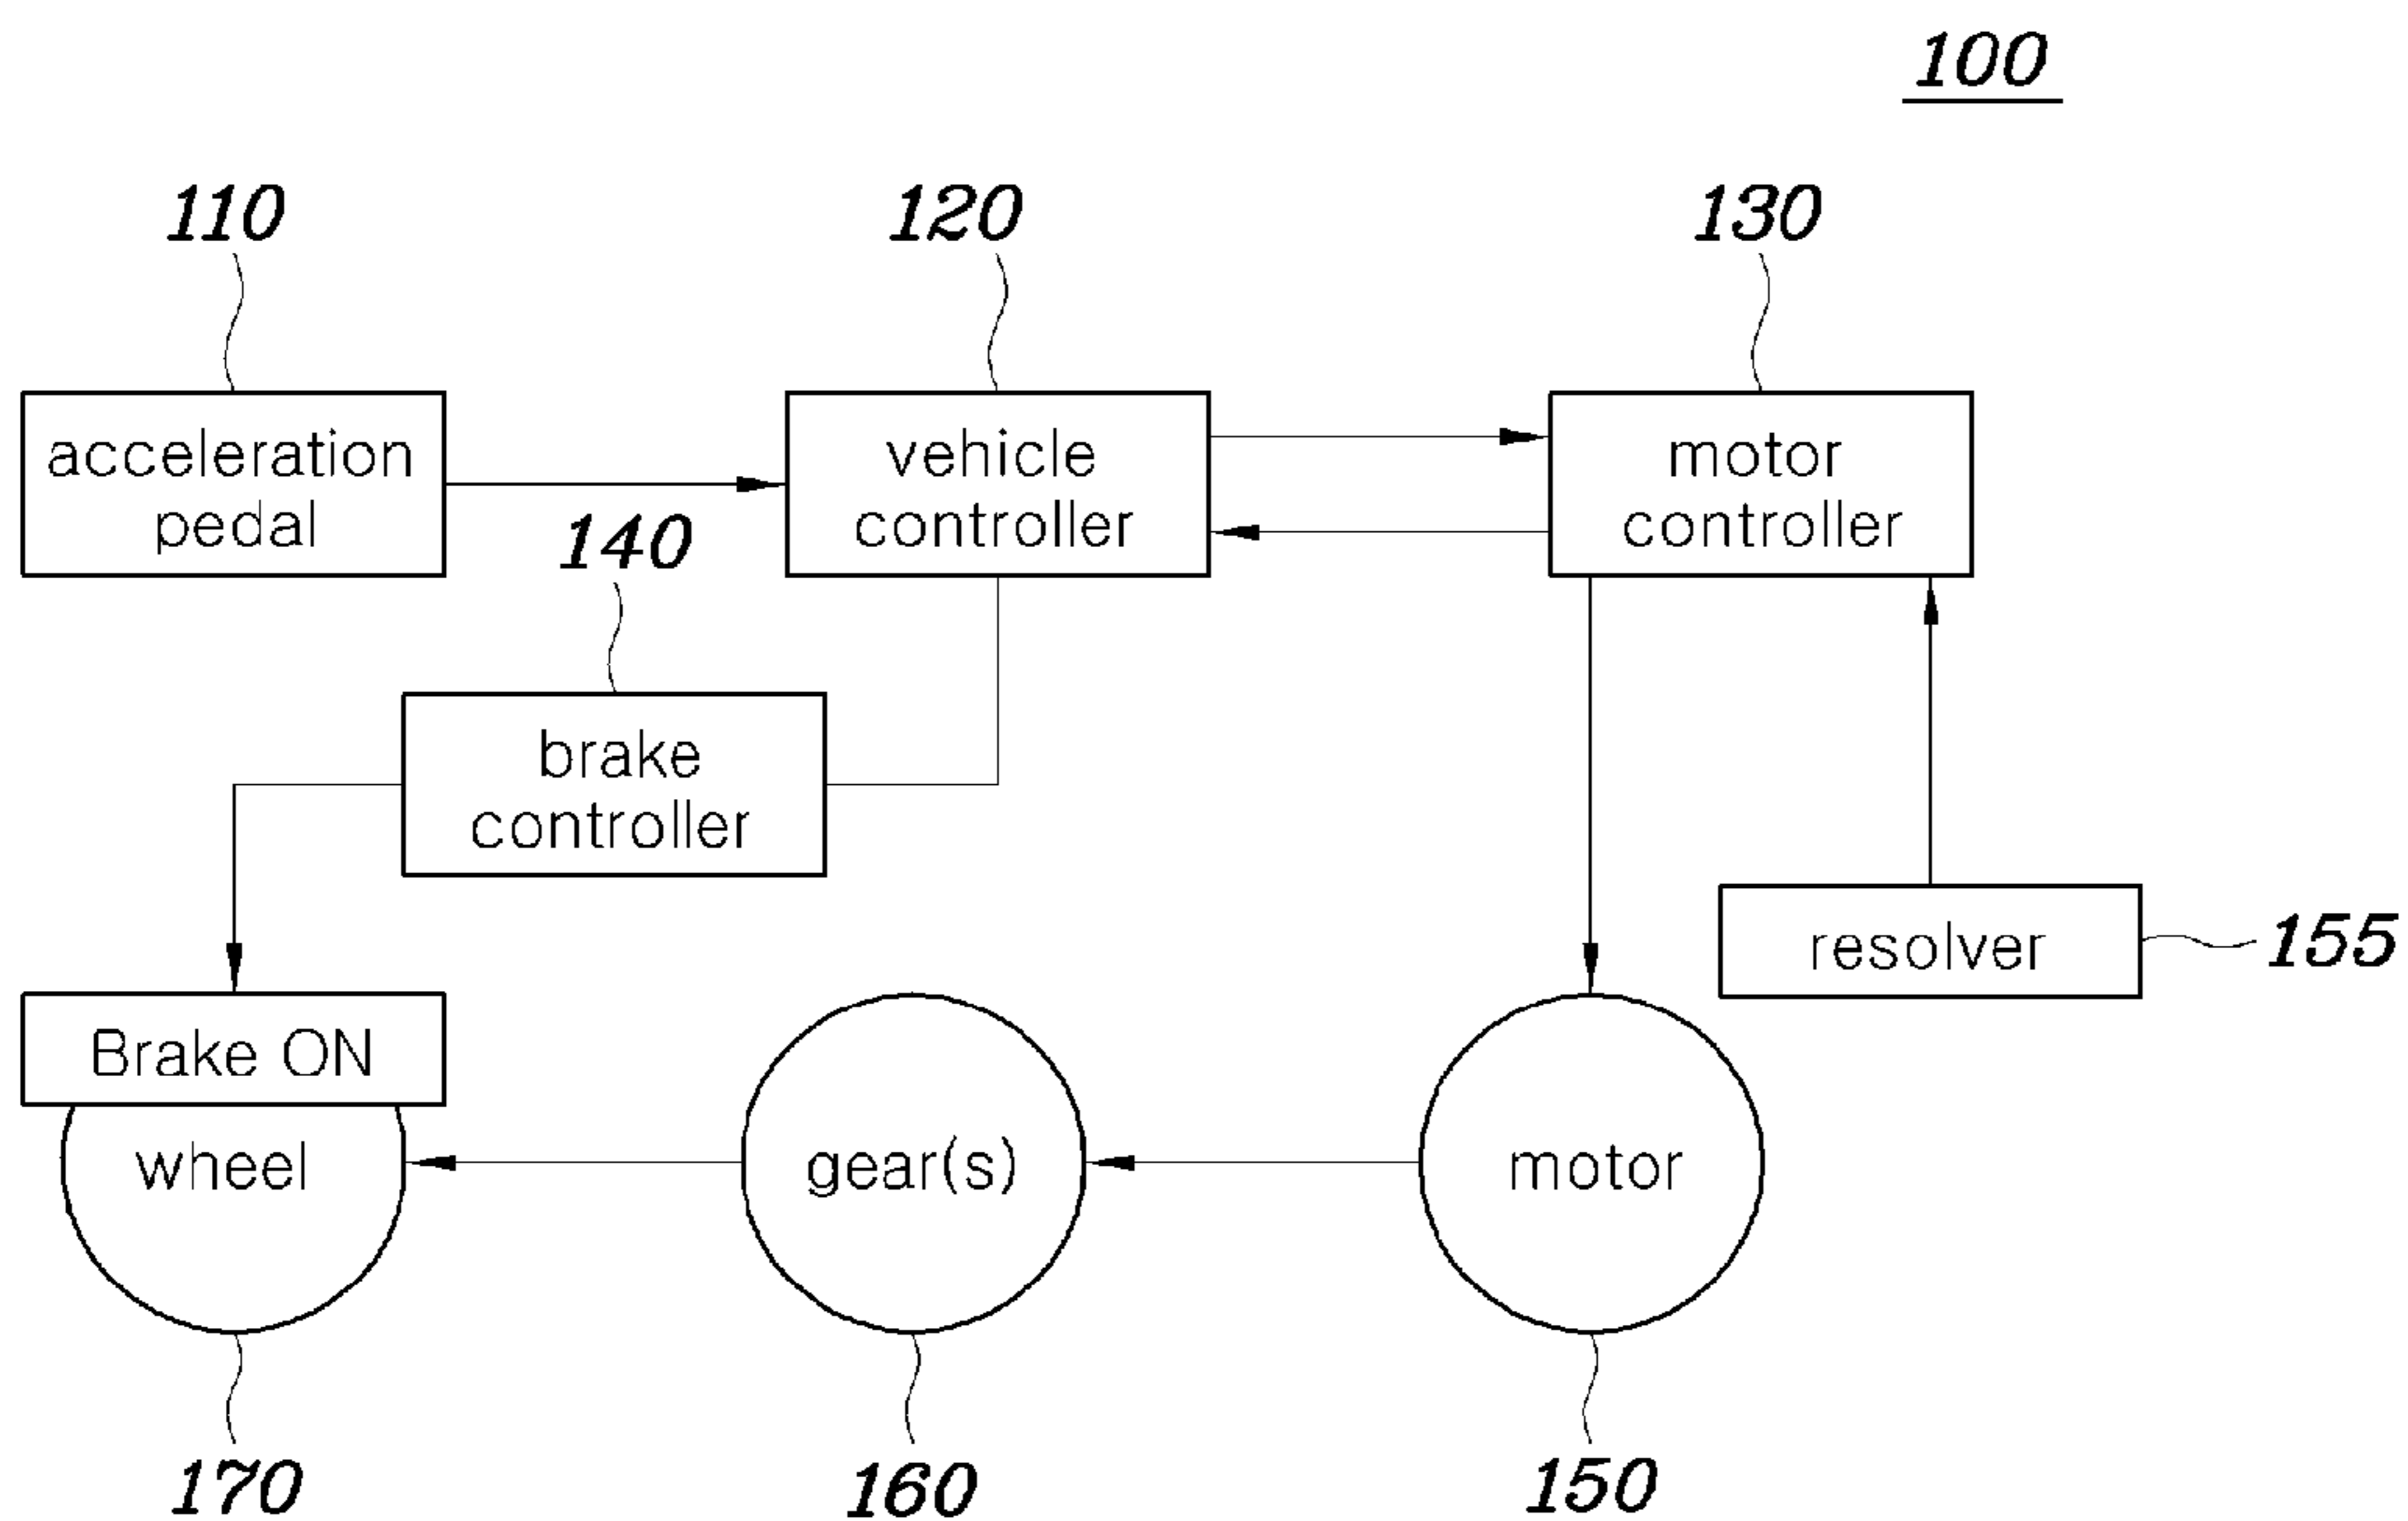 100
110
120
130
acceleration
pedal
vehicle
controller
motor
controller
140
brake
controller
resolver
155
Brake ON
wheel
gear(s)
motor
170
160
150